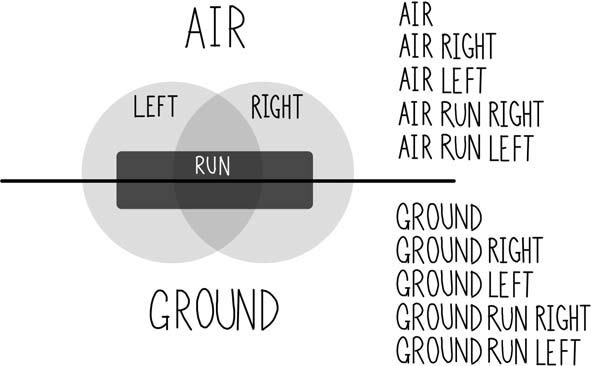 AIR
LEFT
RIGHT
RUN
GROUND
AIR
AIR RIGHT
AIR LEFT
AIR RUN RIGHT
AIR RUN LEFT
GROUND
GROUND RIGHT
GROUND LEFT
GROUND RUN RIGHT
GROUND RUN LEFT